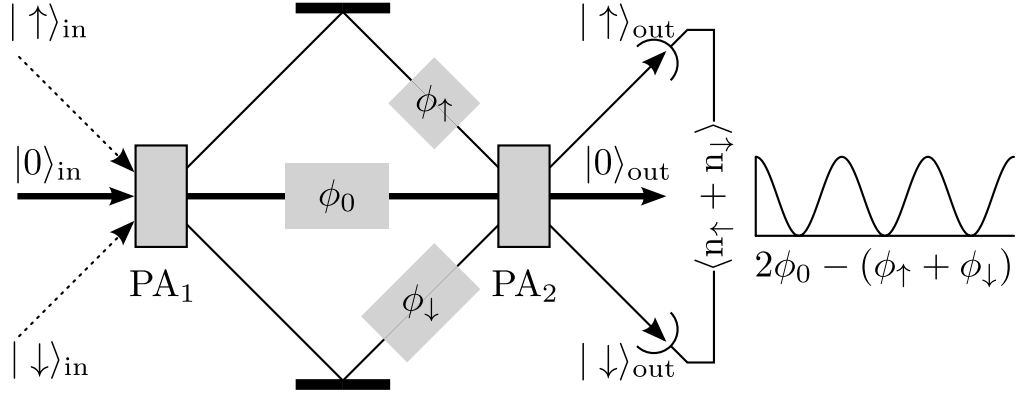 | ↑⟩in
| ↑⟩out
ϕ↑
|0⟩in
ϕ0
|0⟩out
⟨n↑ + n↓⟩
2ϕ0 − (ϕ↑ + ϕ↓)
PA1
PA2
ϕ↓
| ↓⟩in
| ↓⟩out